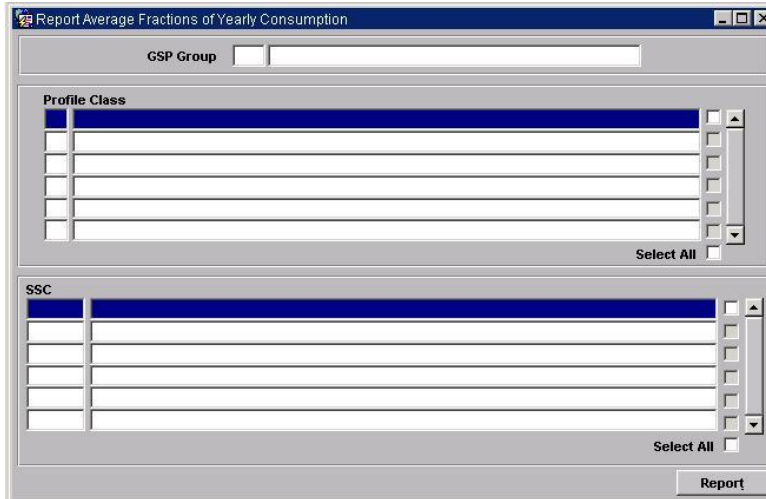 Report Average Fractions of Yearly Consumption
GSP Group
Profile Class
Select All
SSC
Select All
Report